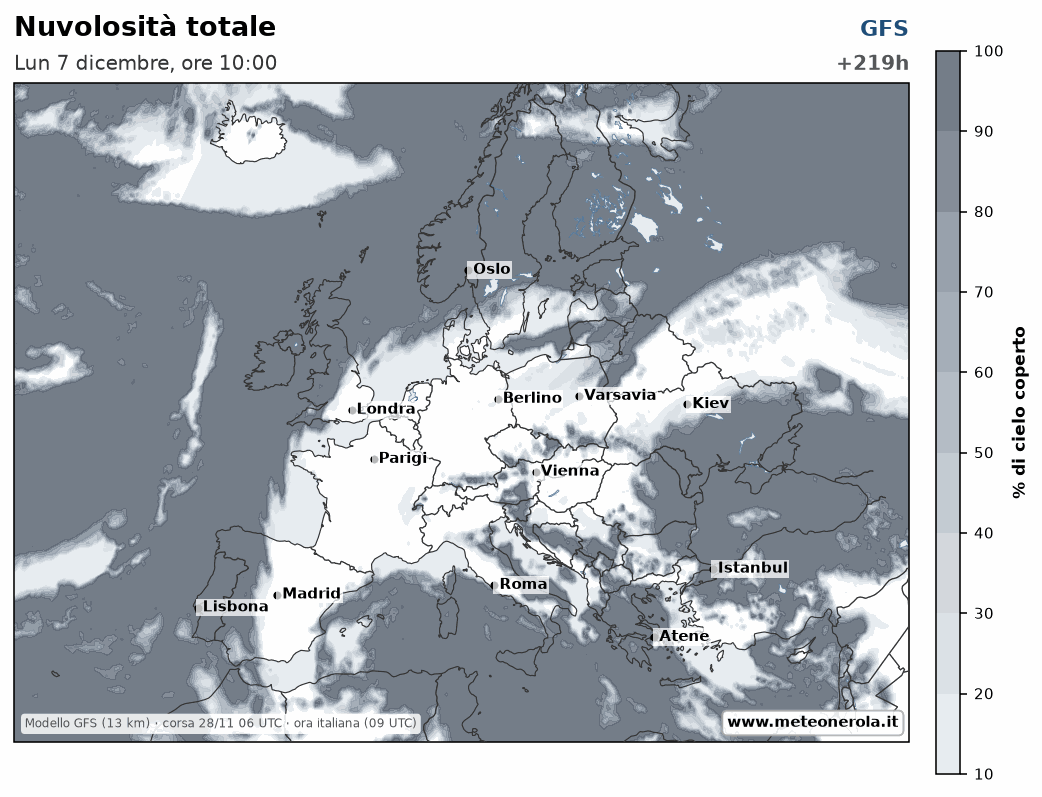 Nuvolosità totale
GFS
Lun 7 dicembre, ore 10:00
+219h
100
90
80
70
60
50
40
30
20
10
% di cielo coperto
Oslo
Berlino
Varsavia
Londra
Kiev
Parigi
Vienna
Istanbul
Roma
Madrid
Lisbona
Atene
Modello GFS (13 km) · corsa 28/11 06 UTC · ora italiana (09 UTC)
www.meteonerola.it